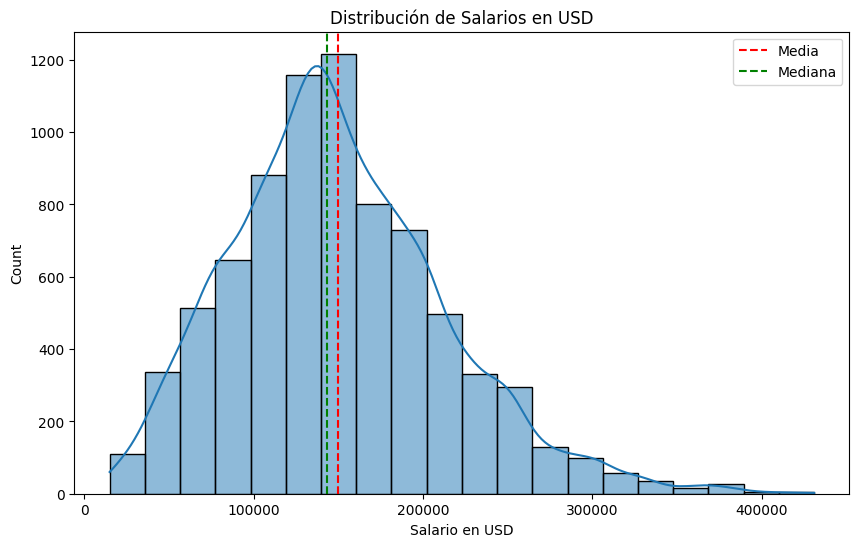 Distribución de Salarios en USD
Media
Mediana
Count
1200
1000
800
600
400
200
0
0 100000 200000 300000 400000
Salario en USD